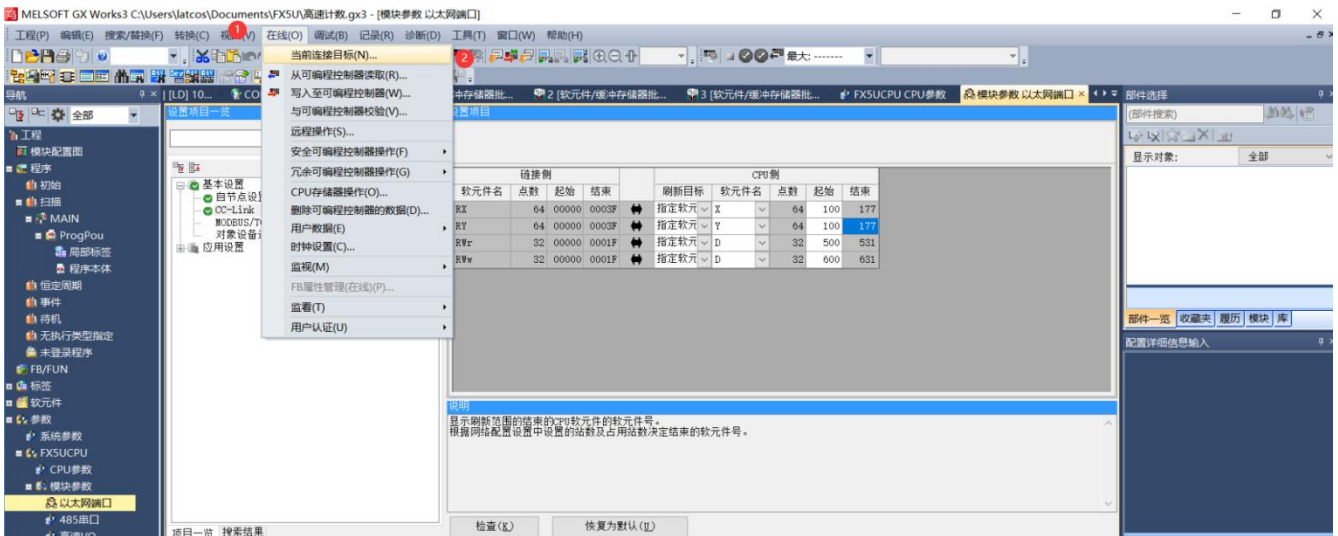 MELSOFT GX Works3 C:\Users\latcos\Documents\FX5U\高速计数.gx3 - [模块参数 以太网端口]
工程(P) 编辑(E) 搜索/替换(F) 转换(C) 1 在线(O) 调试(B) 记录(R) 诊断(D) 工具(T) 窗口(W) 帮助(H)
2
最大: -------
导航
[LD] 10...
2 [软元件/缓冲存储器批...
3 [软元件/缓冲存储器批...
FX5UCPU CPU参数
模块参数 以太网端口
部件选择
全部
工程
模块配置图
程序
初始
扫描
MAIN
ProgPou
局部标签
程序本体
恒定周期
事件
待机
无执行类型指定
未登录程序
FB/FUN
标签
软元件
参数
系统参数
FX5UCPU
CPU参数
模块参数
以太网端口
485串口
设置项目一览
基本设置
自节点设
CC-Link
应用设置
项目一览 搜索结果
当前连接目标(N)...
从可编程控制器读取(R)...
写入至可编程控制器(W)...
与可编程控制器校验(V)...
远程操作(S)...
安全可编程控制器操作(F)
冗余可编程控制器操作(G)
CPU存储器操作(O)...
删除可编程控制器的数据(D)...
用户数据(E)
时钟设置(C)...
监视(M)
FB属性管理(在线)(P)...
监看(T)
用户认证(U)
链接侧 CPU侧
软元件名 点数 起始 结束 刷新目标 软元件名 点数 起始 结束
RX 64 00000 0003F 指定软元 X 64 100 177
RY 64 00000 0003F 指定软元 Y 64 100 177
RWr 32 00000 0001F 指定软元 D 32 500 531
RWw 32 00000 0001F 指定软元 D 32 600 631
说明
显示刷新范围的结束的CPU软元件的软元件号。
根据网络配置设置中设置的站数及占用站数决定结束的软元件号。
检查(K) 恢复为默认(U)
(部件搜索)
显示对象: 全部
部件一览 收藏夹 履历 模块 库
配置详细信息输入